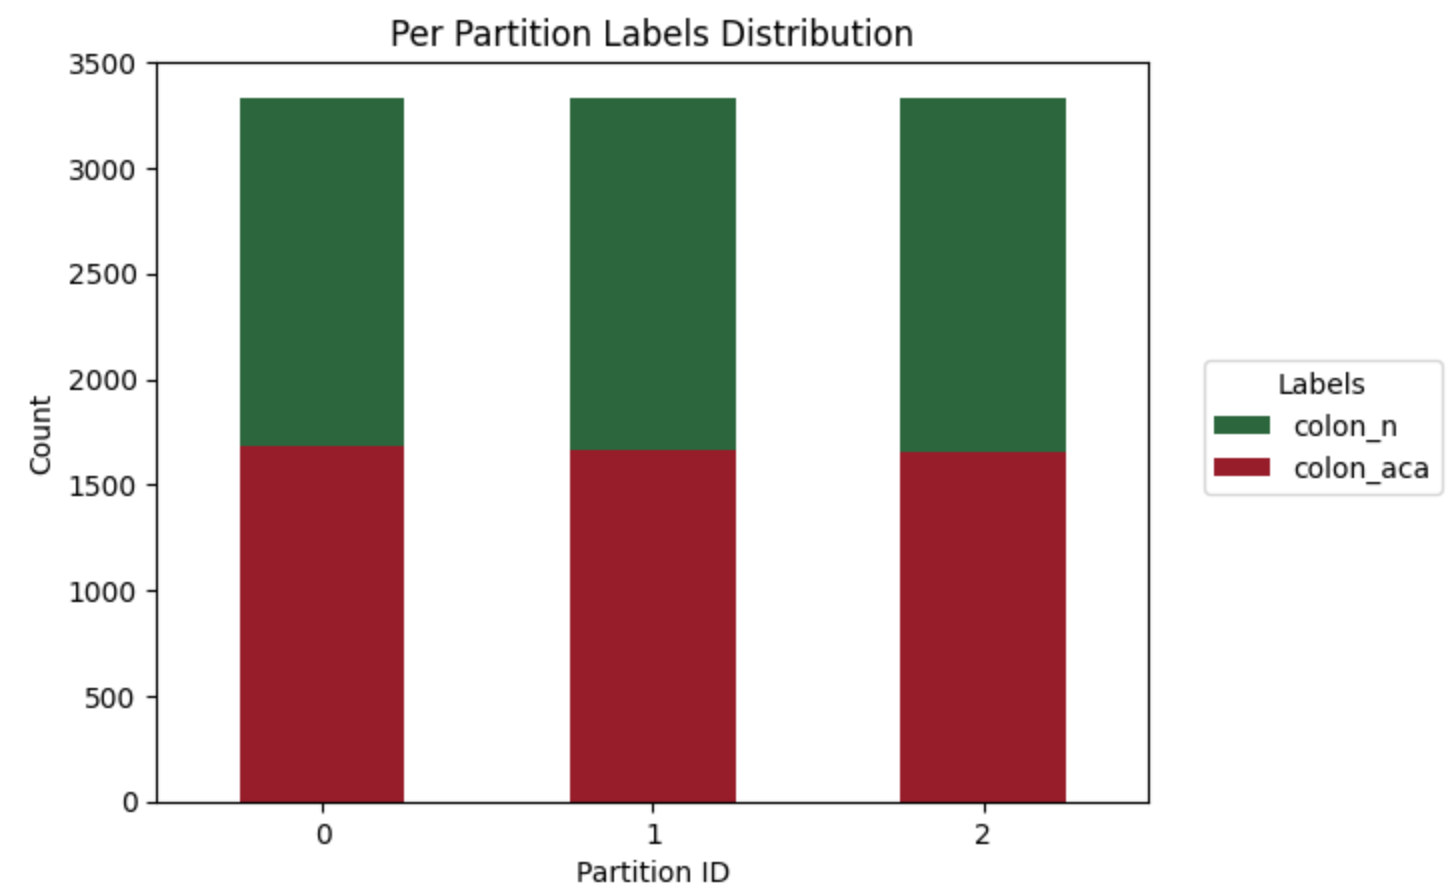 Per Partition Labels Distribution
3500
3000
2500
2000
1500
1000
500
0
Count
0 1 2
Partition ID
Labels
colon_n
colon_aca